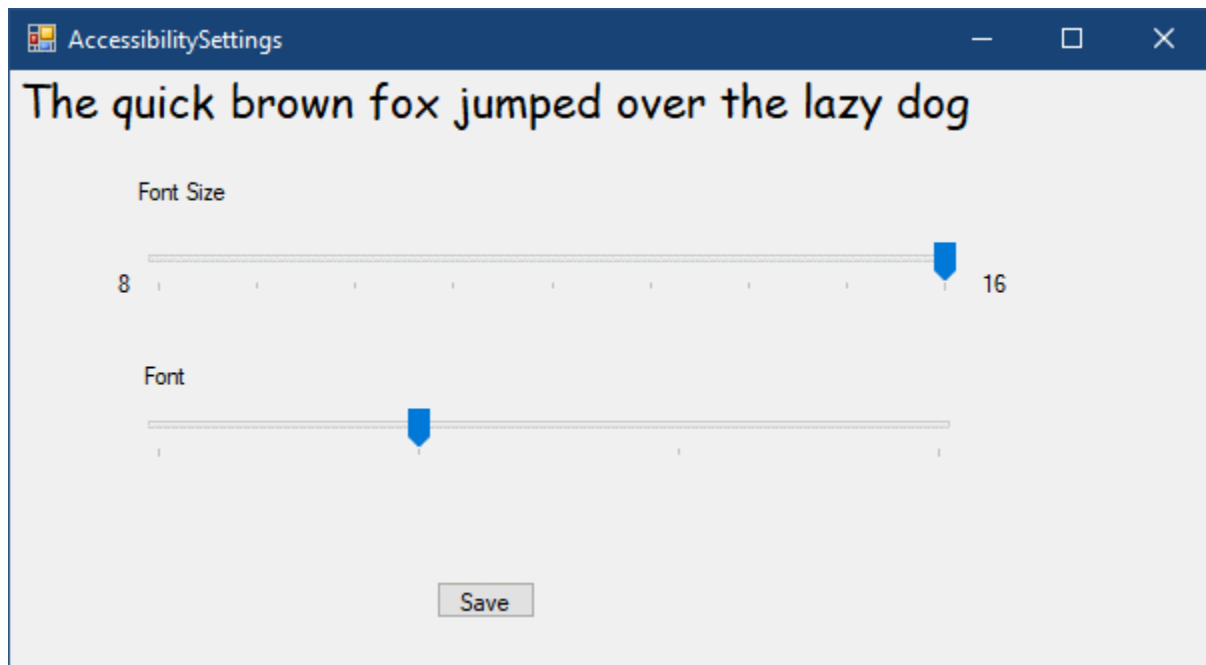 AccessibilitySettings
The quick brown fox jumped over the lazy dog
Font Size
8 16
Font
Save